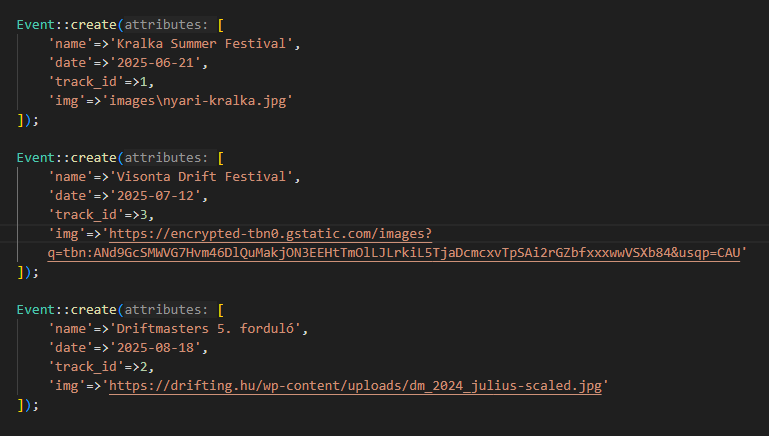 Event::create(attributes: [
'name'=>'Kralka Summer Festival',
'date'=>'2025-06-21',
'track_id'=>1,
'img'=>'images\nyari-kralka.jpg'
]);
Event::create(attributes: [
'name'=>'Visonta Drift Festival',
'date'=>'2025-07-12',
'track_id'=>3,
'img'=>'https://encrypted-tbn0.gstatic.com/images?
q=tbn:ANd9GcSMWVG7Hvm46DlQuMakjON3EEHtTmOlLJLrkiL5TjaDcmcxvTpSAi2rGZbfxxxwwVSXb84&usqp=CAU'
]);
Event::create(attributes: [
'name'=>'Driftmasters 5. forduló',
'date'=>'2025-08-18',
'track_id'=>2,
'img'=>'https://drifting.hu/wp-content/uploads/dm_2024_julius-scaled.jpg'
]);